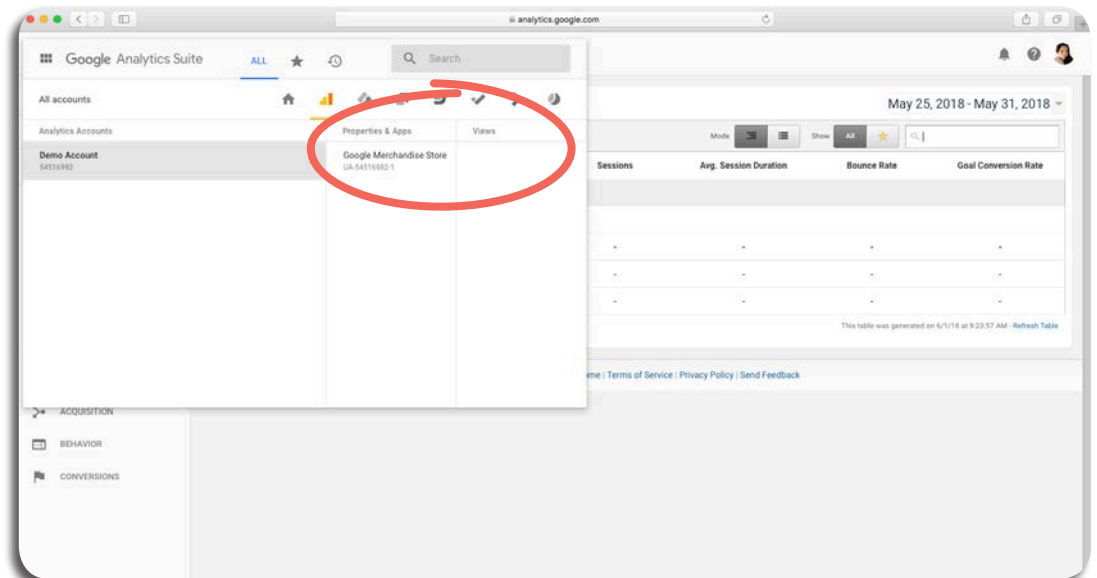 analytics.google.com
Google Analytics Suite
ALL
Search
All accounts
May 25, 2018 - May 31, 2018
Analytics Accounts
Properties & Apps
Views
Mode
Show
All
Demo Account
54516992
Google Merchandise Store
UA-54516992-1
Sessions
Avg. Session Duration
Bounce Rate
Goal Conversion Rate
This table was generated on 6/1/18 at 9:23:57 AM - Refresh Table
| Terms of Service | Privacy Policy | Send Feedback
ACQUISITION
BEHAVIOR
CONVERSIONS